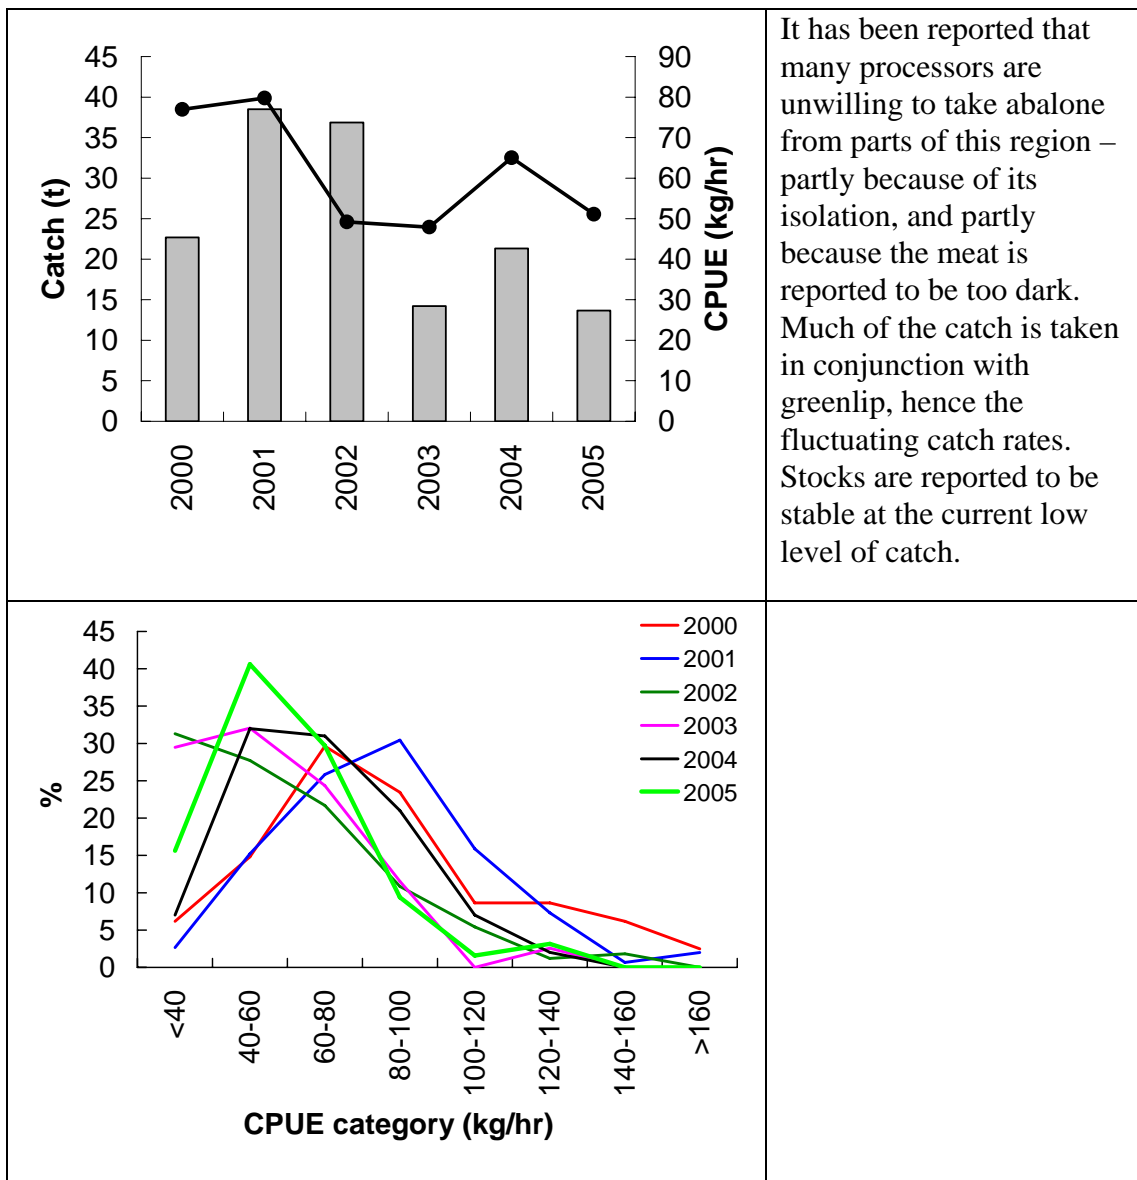 45
40
35
30
25
20
15
10
5
0
Catch (t)
90
80
70
60
50
40
30
20
10
0
CPUE (kg/hr)
2000
2001
2002
2003
2004
2005
It has been reported that
many processors are
unwilling to take abalone
from parts of this region –
partly because of its
isolation, and partly
because the meat is
reported to be too dark.
Much of the catch is taken
in conjunction with
greenlip, hence the
fluctuating catch rates.
Stocks are reported to be
stable at the current low
level of catch.
45
40
35
30
25
20
15
10
5
0
%
2000
2001
2002
2003
2004
2005
<40
40-60
60-80
80-100
100-120
120-140
140-160
>160
CPUE category (kg/hr)